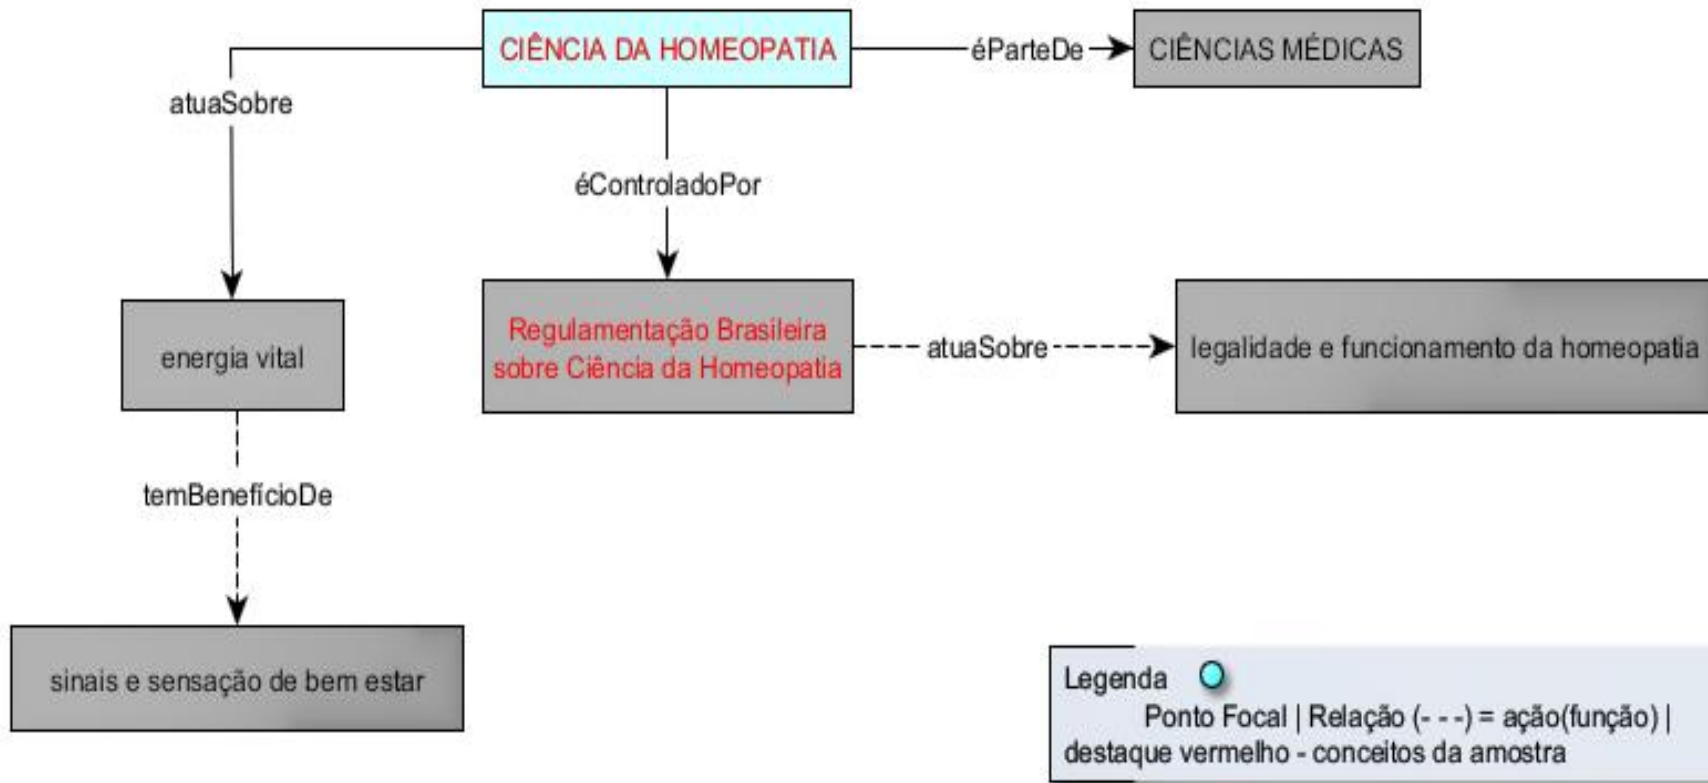 CIÊNCIA DA HOMEOPATIA
éParteDe
CIÊNCIAS MÉDICAS
atuaSobre
éControladoPor
energia vital
Regulamentação Brasileira
sobre Ciência da Homeopatia
atuaSobre
legalidade e funcionamento da homeopatia
temBenefícioDe
sinais e sensação de bem estar
Legenda
Ponto Focal | Relação (- - -) = ação(função) |
destaque vermelho - conceitos da amostra